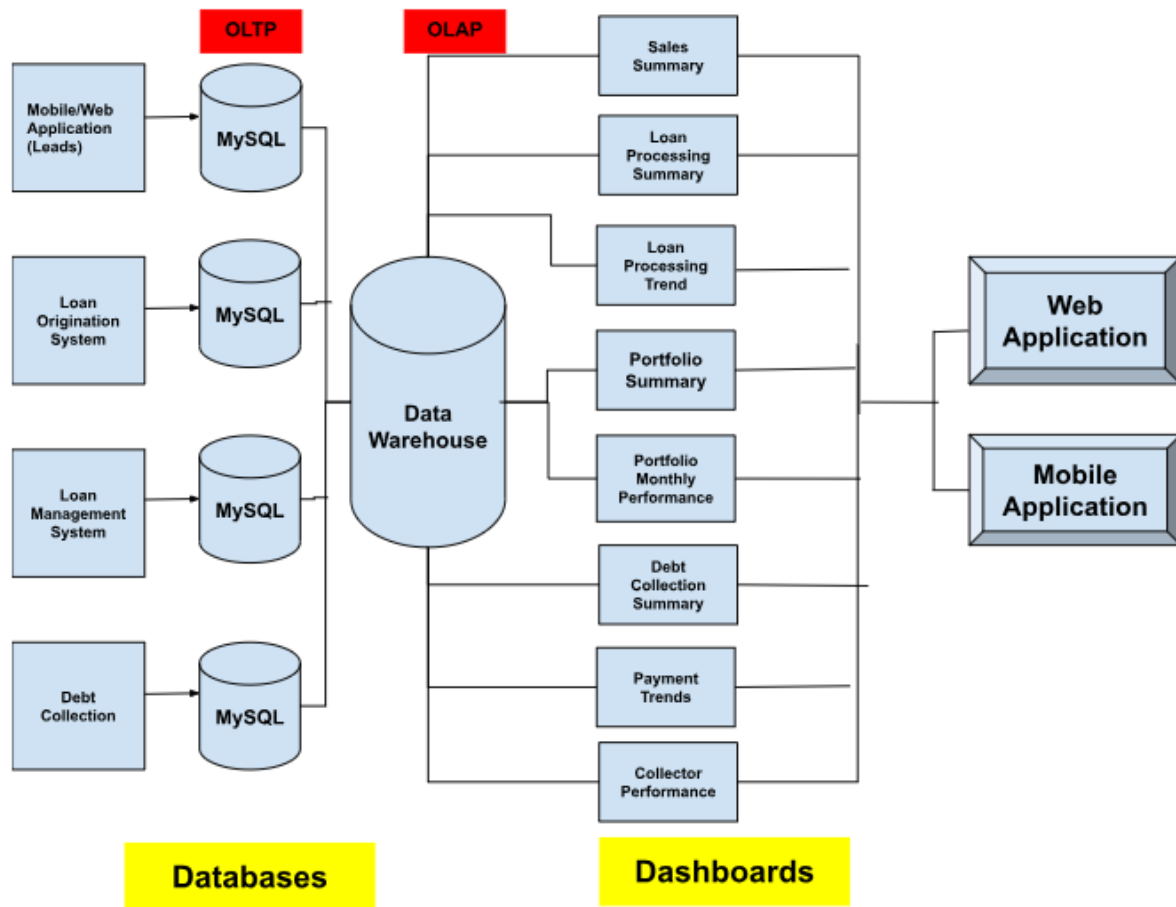 OLTP
OLAP
Mobile/Web
Application
(Leads)
MySQL
Loan
Origination
System
MySQL
Loan
Management
System
MySQL
Debt
Collection
MySQL
Data
Warehouse
Sales
Summary
Loan
Processing
Summary
Loan
Processing
Trend
Portfolio
Summary
Portfolio
Monthly
Performance
Debt
Collection
Summary
Payment
Trends
Collector
Performance
Web
Application
Mobile
Application
Databases
Dashboards